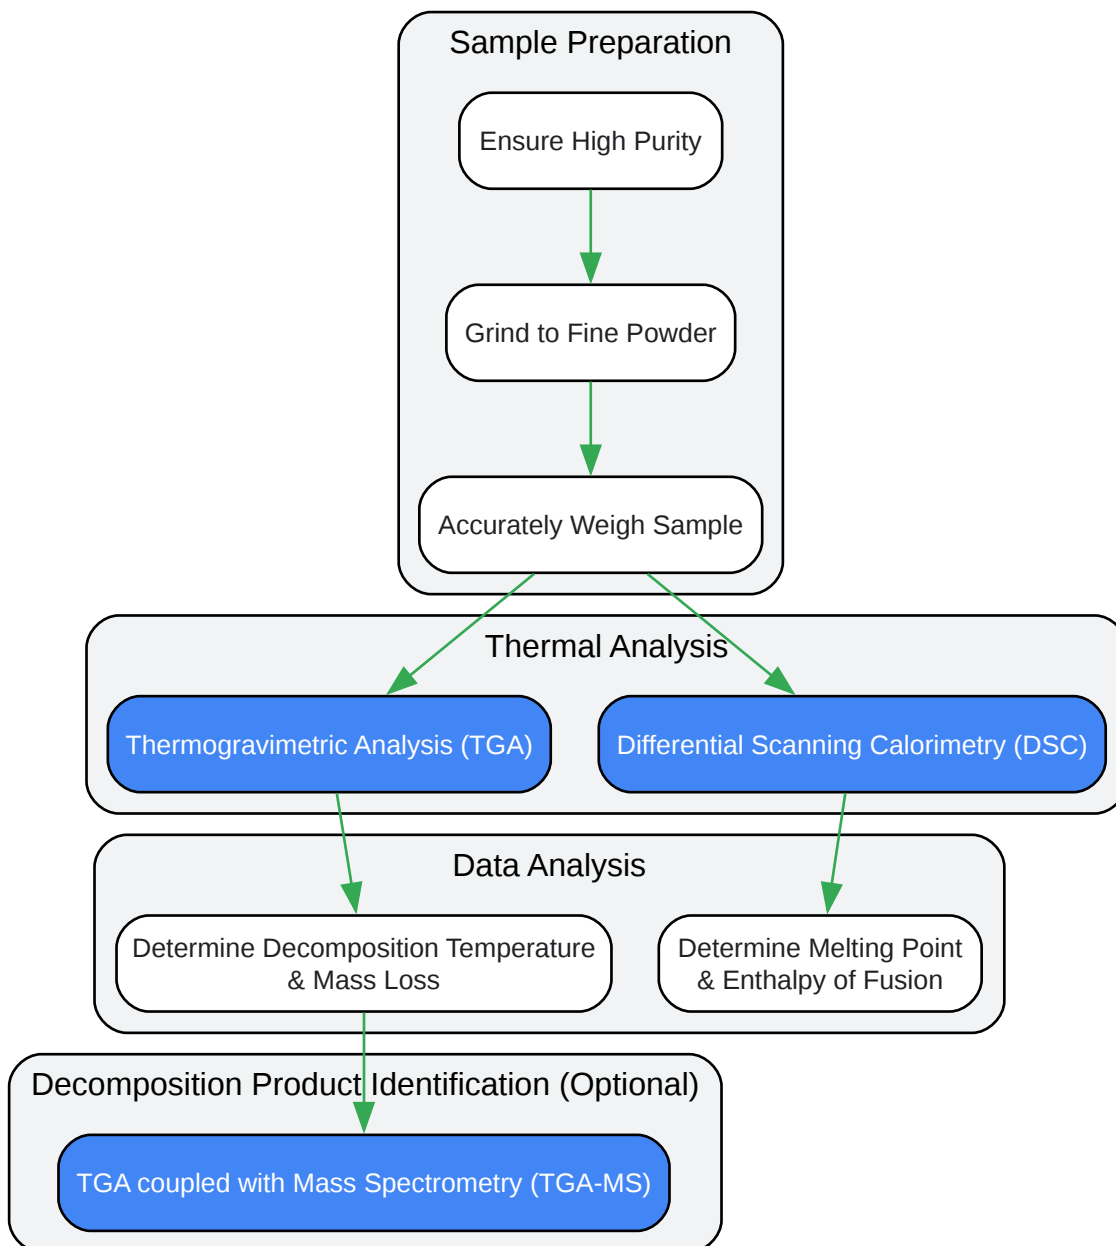 Sample Preparation
Ensure High Purity
Grind to Fine Powder
Accurately Weigh Sample
Thermal Analysis
Thermogravimetric Analysis (TGA)
Differential Scanning Calorimetry (DSC)
Data Analysis
Determine Decomposition Temperature
& Mass Loss
Determine Melting Point
& Enthalpy of Fusion
Decomposition Product Identification (Optional)
TGA coupled with Mass Spectrometry (TGA-MS)